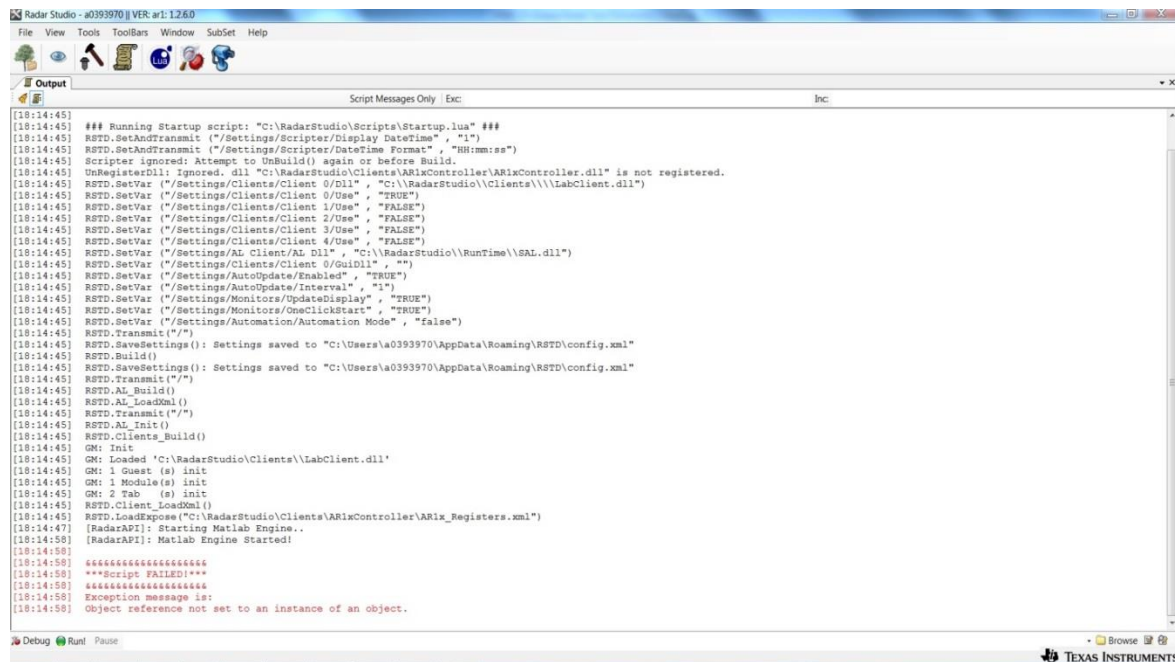 Radar Studio - a0393970 || VER: ar1: 1.2.6.0
File View Tools ToolBars Window SubSet Help
Lua
Output
Script Messages Only Exc: Inc:
[18:14:45]
[18:14:45] ### Running Startup script: "C:\RadarStudio\Scripts\Startup.lua" ###
[18:14:45] RSTD.SetAndTransmit ("/Settings/Scripter/Display DateTime" , "1")
[18:14:45] RSTD.SetAndTransmit ("/Settings/Scripter/DateTime Format" , "HH:mm:ss")
[18:14:45] Scripter ignored: Attempt to UnBuild() again or before Build.
[18:14:45] UnRegisterDll: Ignored. dll "C:\RadarStudio\Clients\AR1xController\AR1xController.dll" is not registered.
[18:14:45] RSTD.SetVar ("/Settings/Clients/Client 0/Dll" , "C:\\RadarStudio\\Clients\\\\LabClient.dll")
[18:14:45] RSTD.SetVar ("/Settings/Clients/Client 0/Use" , "TRUE")
[18:14:45] RSTD.SetVar ("/Settings/Clients/Client 1/Use" , "FALSE")
[18:14:45] RSTD.SetVar ("/Settings/Clients/Client 2/Use" , "FALSE")
[18:14:45] RSTD.SetVar ("/Settings/Clients/Client 3/Use" , "FALSE")
[18:14:45] RSTD.SetVar ("/Settings/Clients/Client 4/Use" , "FALSE")
[18:14:45] RSTD.SetVar ("/Settings/AL Client/AL Dll" , "C:\\RadarStudio\\RunTime\\SAL.dll")
[18:14:45] RSTD.SetVar ("/Settings/Clients/Client 0/GuiDll" , "")
[18:14:45] RSTD.SetVar ("/Settings/AutoUpdate/Enabled" , "TRUE")
[18:14:45] RSTD.SetVar ("/Settings/AutoUpdate/Interval" , "1")
[18:14:45] RSTD.SetVar ("/Settings/Monitors/UpdateDisplay" , "TRUE")
[18:14:45] RSTD.SetVar ("/Settings/Monitors/OneClickStart" , "TRUE")
[18:14:45] RSTD.SetVar ("/Settings/Automation/Automation Mode" , "false")
[18:14:45] RSTD.Transmit("/")
[18:14:45] RSTD.SaveSettings(): Settings saved to "C:\Users\a0393970\AppData\Roaming\RSTD\config.xml"
[18:14:45] RSTD.Build()
[18:14:45] RSTD.SaveSettings(): Settings saved to "C:\Users\a0393970\AppData\Roaming\RSTD\config.xml"
[18:14:45] RSTD.Transmit("/")
[18:14:45] RSTD.AL_Build()
[18:14:45] RSTD.AL_LoadXml()
[18:14:45] RSTD.Transmit("/")
[18:14:45] RSTD.AL_Init()
[18:14:45] RSTD.Clients_Build()
[18:14:45] GM: Init
[18:14:45] GM: Loaded 'C:\RadarStudio\Clients\\LabClient.dll'
[18:14:45] GM: 1 Guest (s) init
[18:14:45] GM: 1 Module(s) init
[18:14:45] GM: 2 Tab (s) init
[18:14:45] RSTD.Client_LoadXml()
[18:14:45] RSTD.LoadExpose("C:\RadarStudio\Clients\AR1xController\AR1x_Registers.xml")
[18:14:47] [RadarAPI]: Starting Matlab Engine..
[18:14:58] [RadarAPI]: Matlab Engine Started!
[18:14:58]
[18:14:58] &&&&&&&&&&&&&&&&&&&&
[18:14:58] ***Script FAILED!***
[18:14:58] &&&&&&&&&&&&&&&&&&&&
[18:14:58] Exception message is:
[18:14:58] Object reference not set to an instance of an object.
Debug Run! Pause Browse
TEXAS INSTRUMENTS